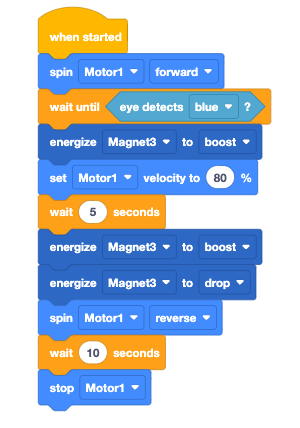 when started
spin Motor1 forward
wait until eye detects blue ?
energize Magnet3 to boost
set Motor1 velocity to 80 %
wait 5 seconds
energize Magnet3 to boost
energize Magnet3 to drop
spin Motor1 reverse
wait 10 seconds
stop Motor1